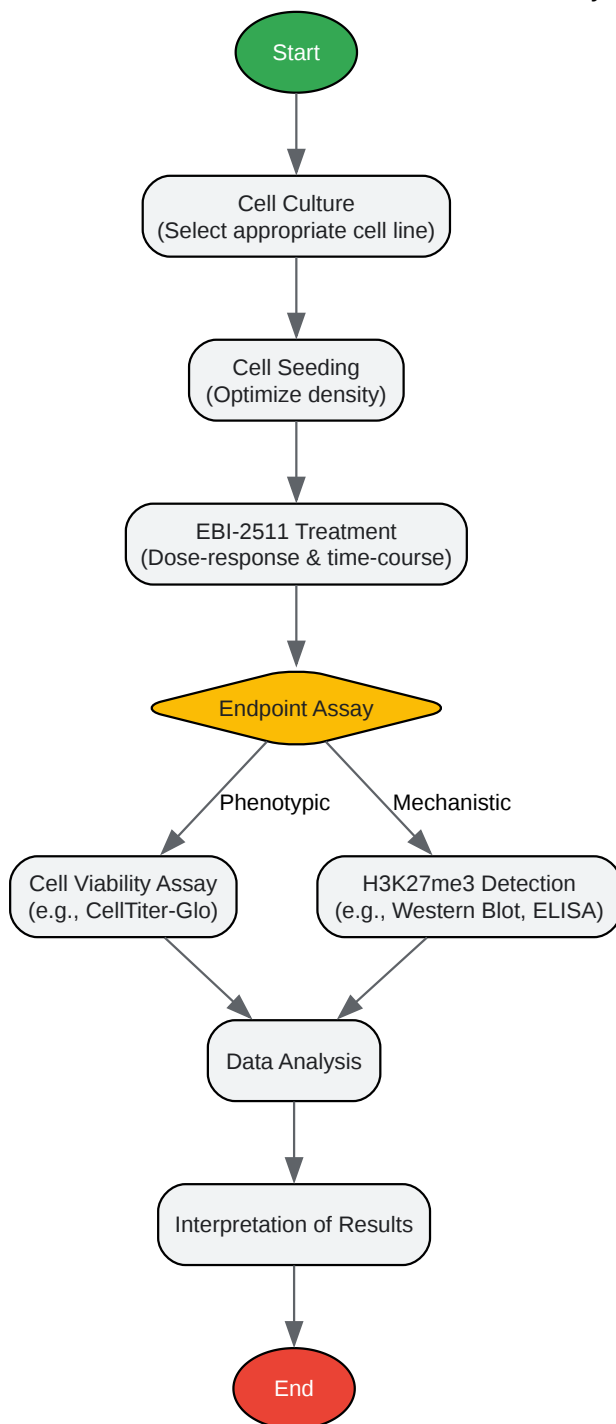 Start
Cell Culture
(Select appropriate cell line)
Cell Seeding
(Optimize density)
EBI-2511 Treatment
(Dose-response & time-course)
Endpoint Assay
Phenotypic
Mechanistic
Cell Viability Assay
(e.g., CellTiter-Glo)
H3K27me3 Detection
(e.g., Western Blot, ELISA)
Data Analysis
Interpretation of Results
End